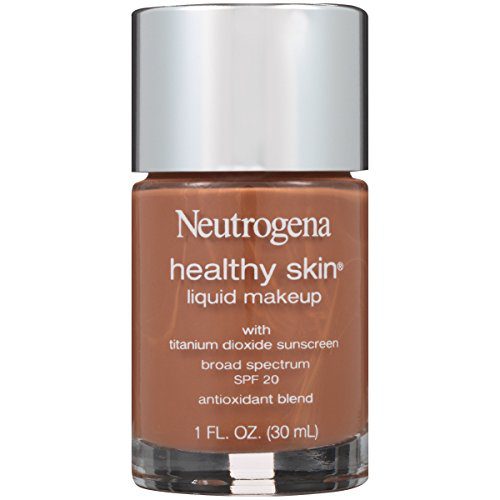 Neutrogena
healthy skin®
liquid makeup
with
titanium dioxide sunscreen
broad spectrum
SPF 20
antioxidant blend
1 FL. OZ. (30 mL)